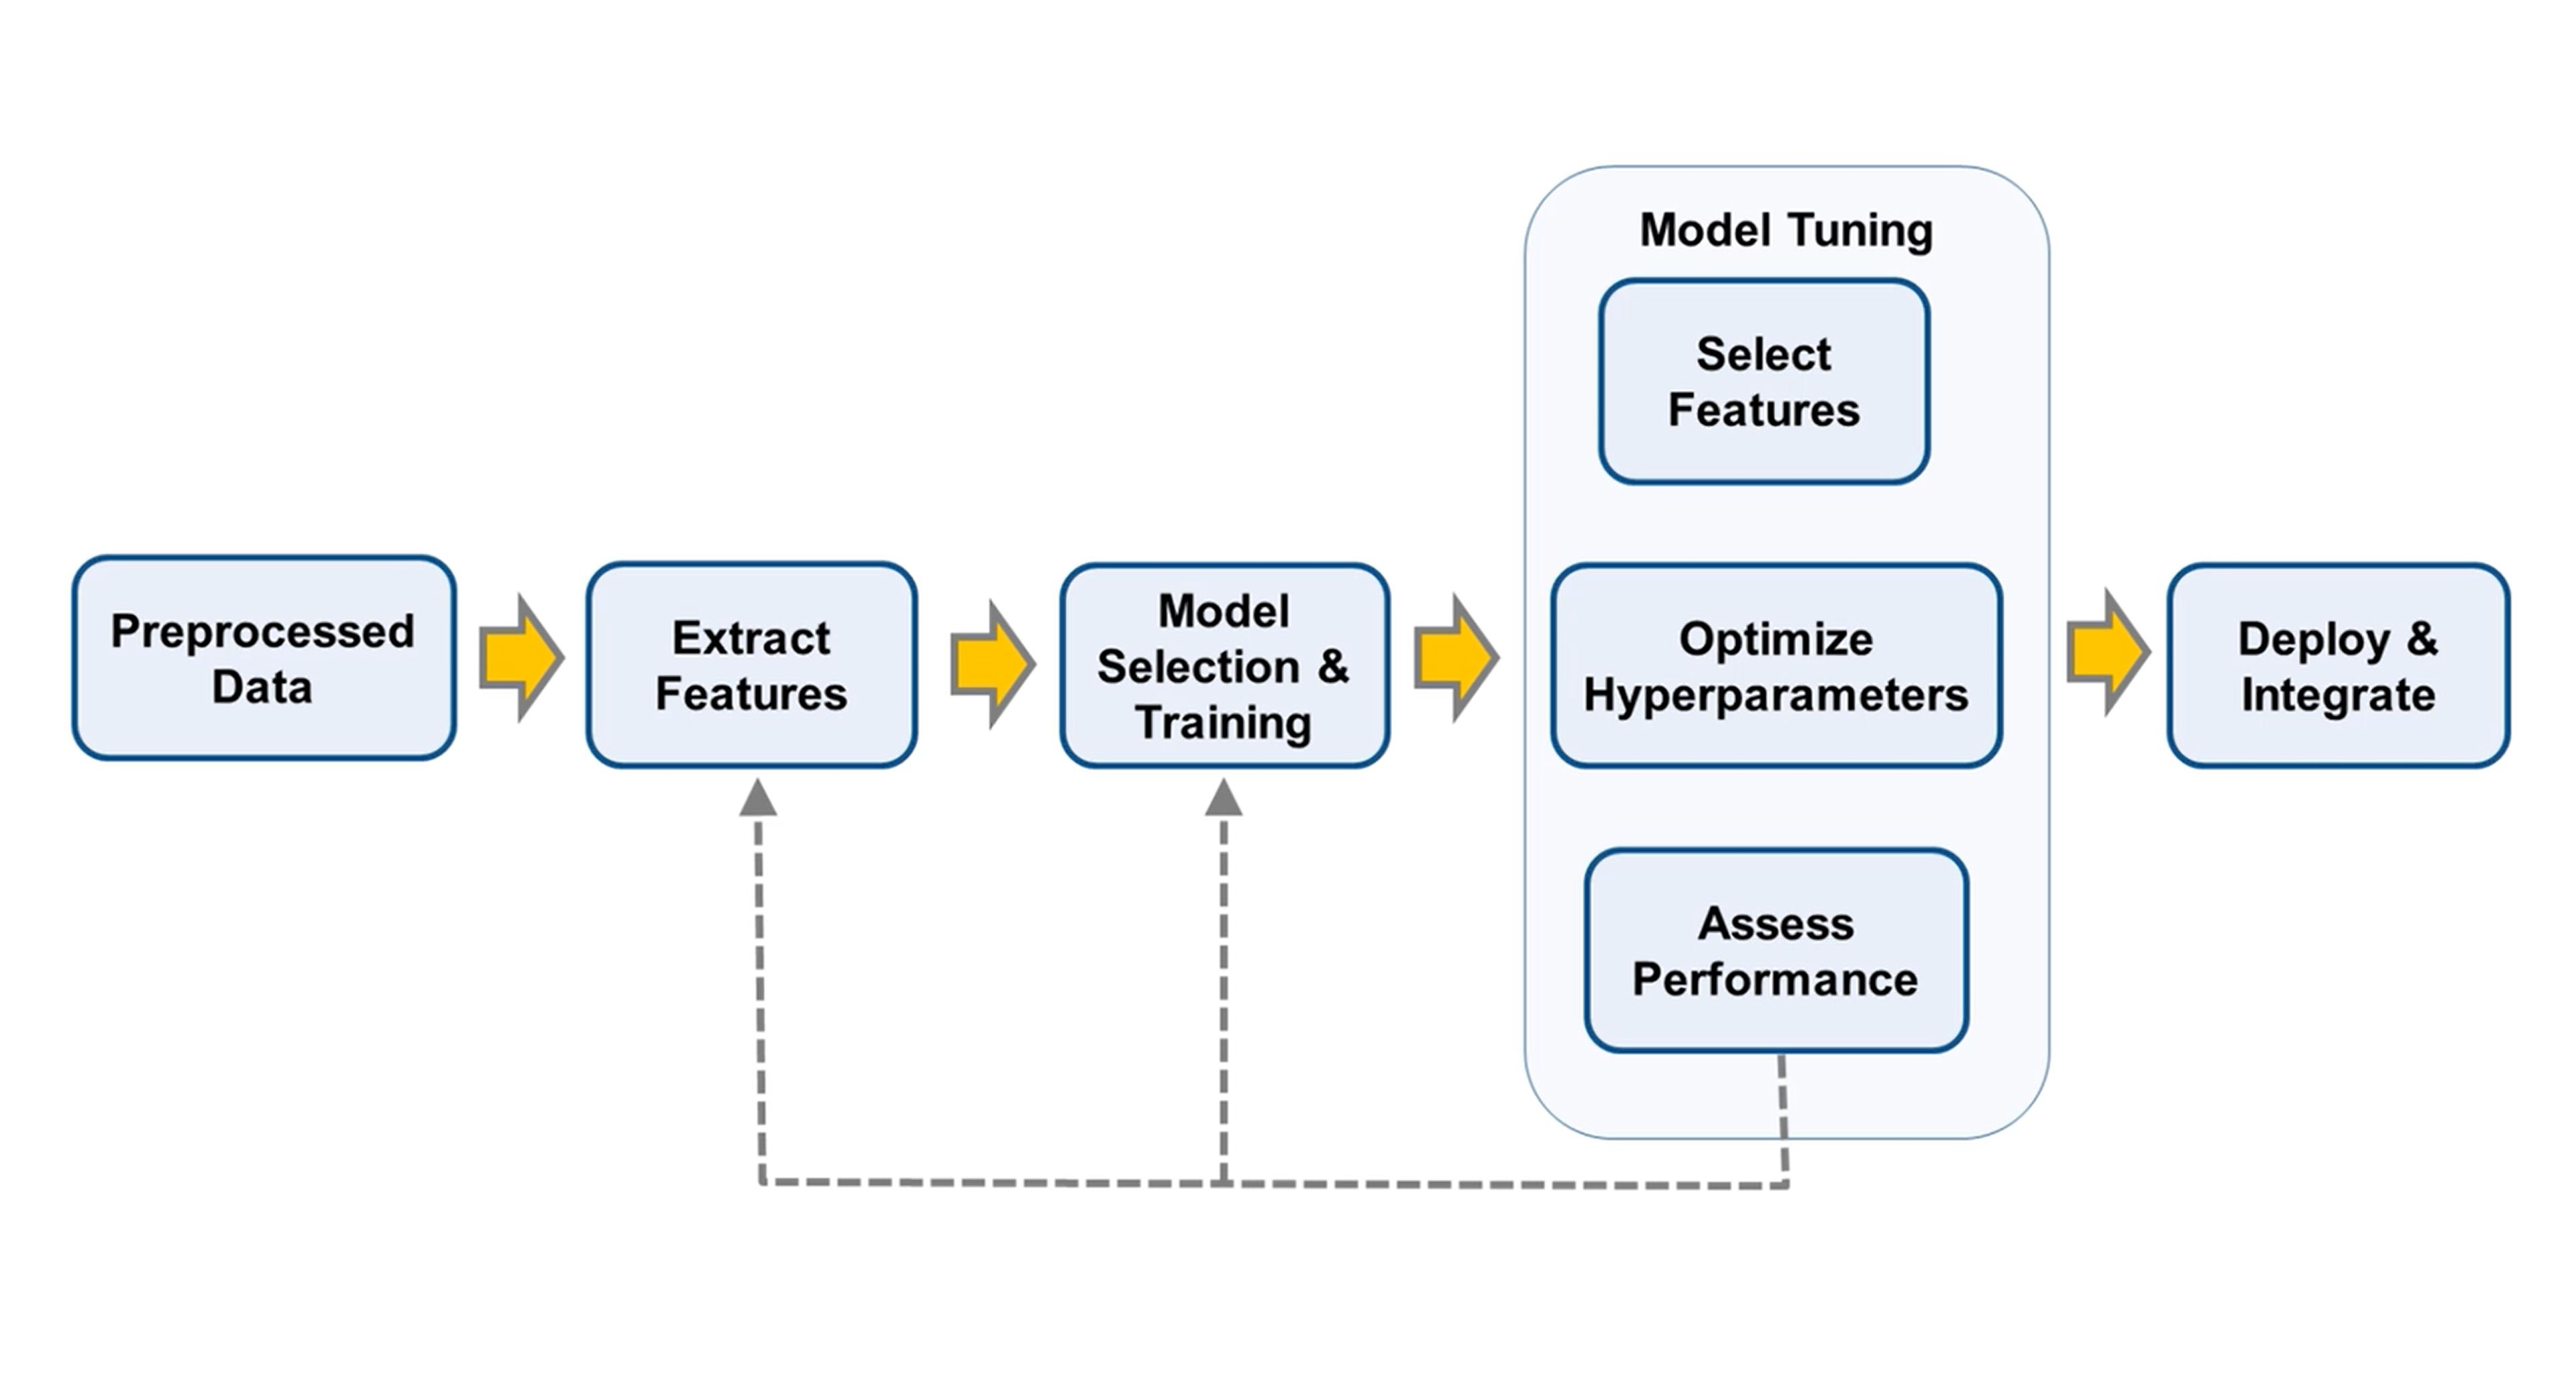 Preprocessed
Data
Extract
Features
Model
Selection &
Training
Model Tuning
Select
Features
Optimize
Hyperparameters
Assess
Performance
Deploy &
Integrate